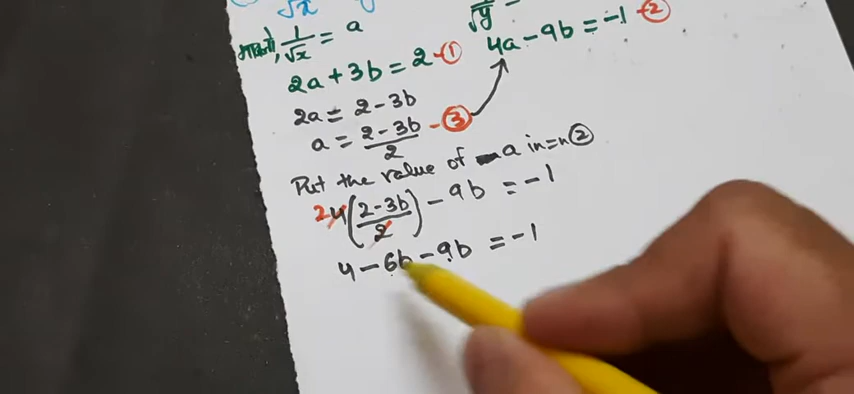 √x
1/√x = a
√y
4a - 9b = -1 - ②
2a + 3b = 2 - ①
2a = 2 - 3b
a = (2 - 3b)/2 - ③
Put the value of a in =n ②
2 4((2 - 3b)/2) - 9b = -1
4 - 6b - 9b = -1